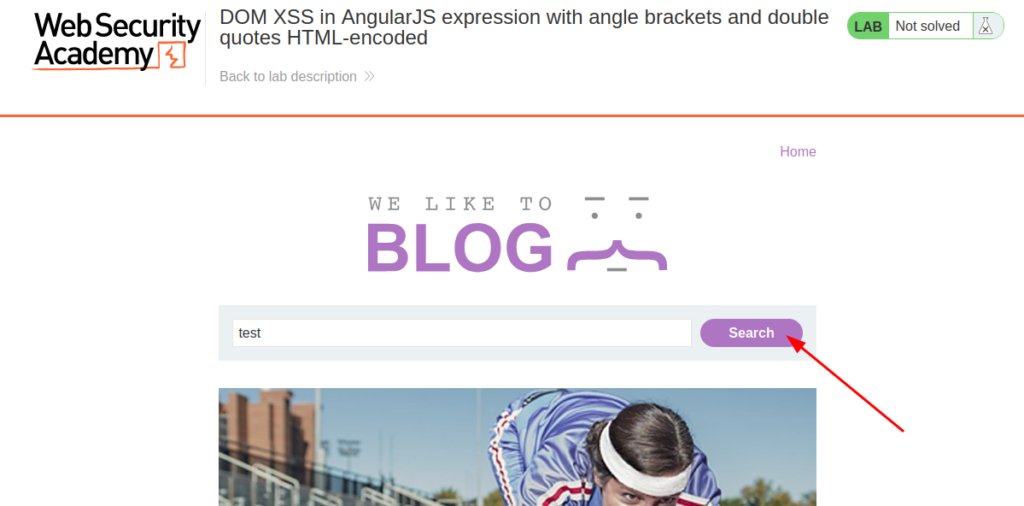 Web Security
Academy
DOM XSS in AngularJS expression with angle brackets and double
quotes HTML-encoded
Back to lab description
LAB Not solved
Home
WE LIKE TO
BLOG
test
Search